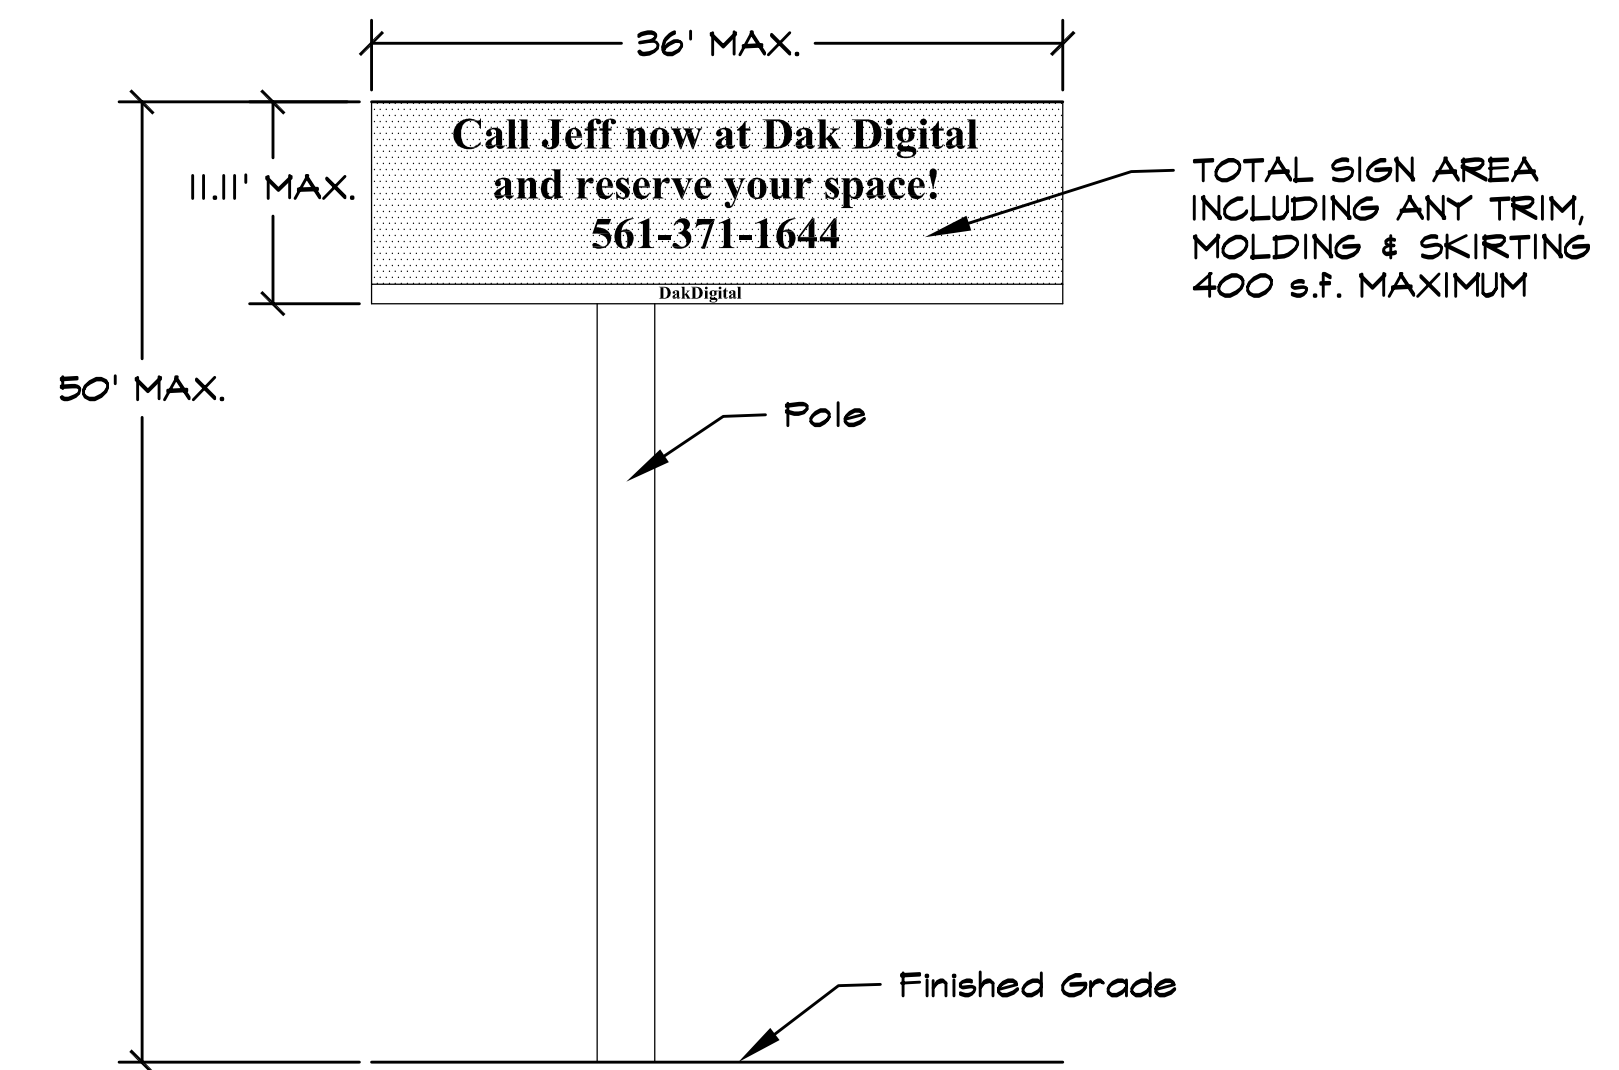 36' MAX.
Call Jeff now at Dak Digital
and reserve your space!
561-371-1644
DakDigital
11.11' MAX.
TOTAL SIGN AREA
INCLUDING ANY TRIM,
MOLDING & SKIRTING
400 s.f. MAXIMUM
50' MAX.
Pole
Finished Grade